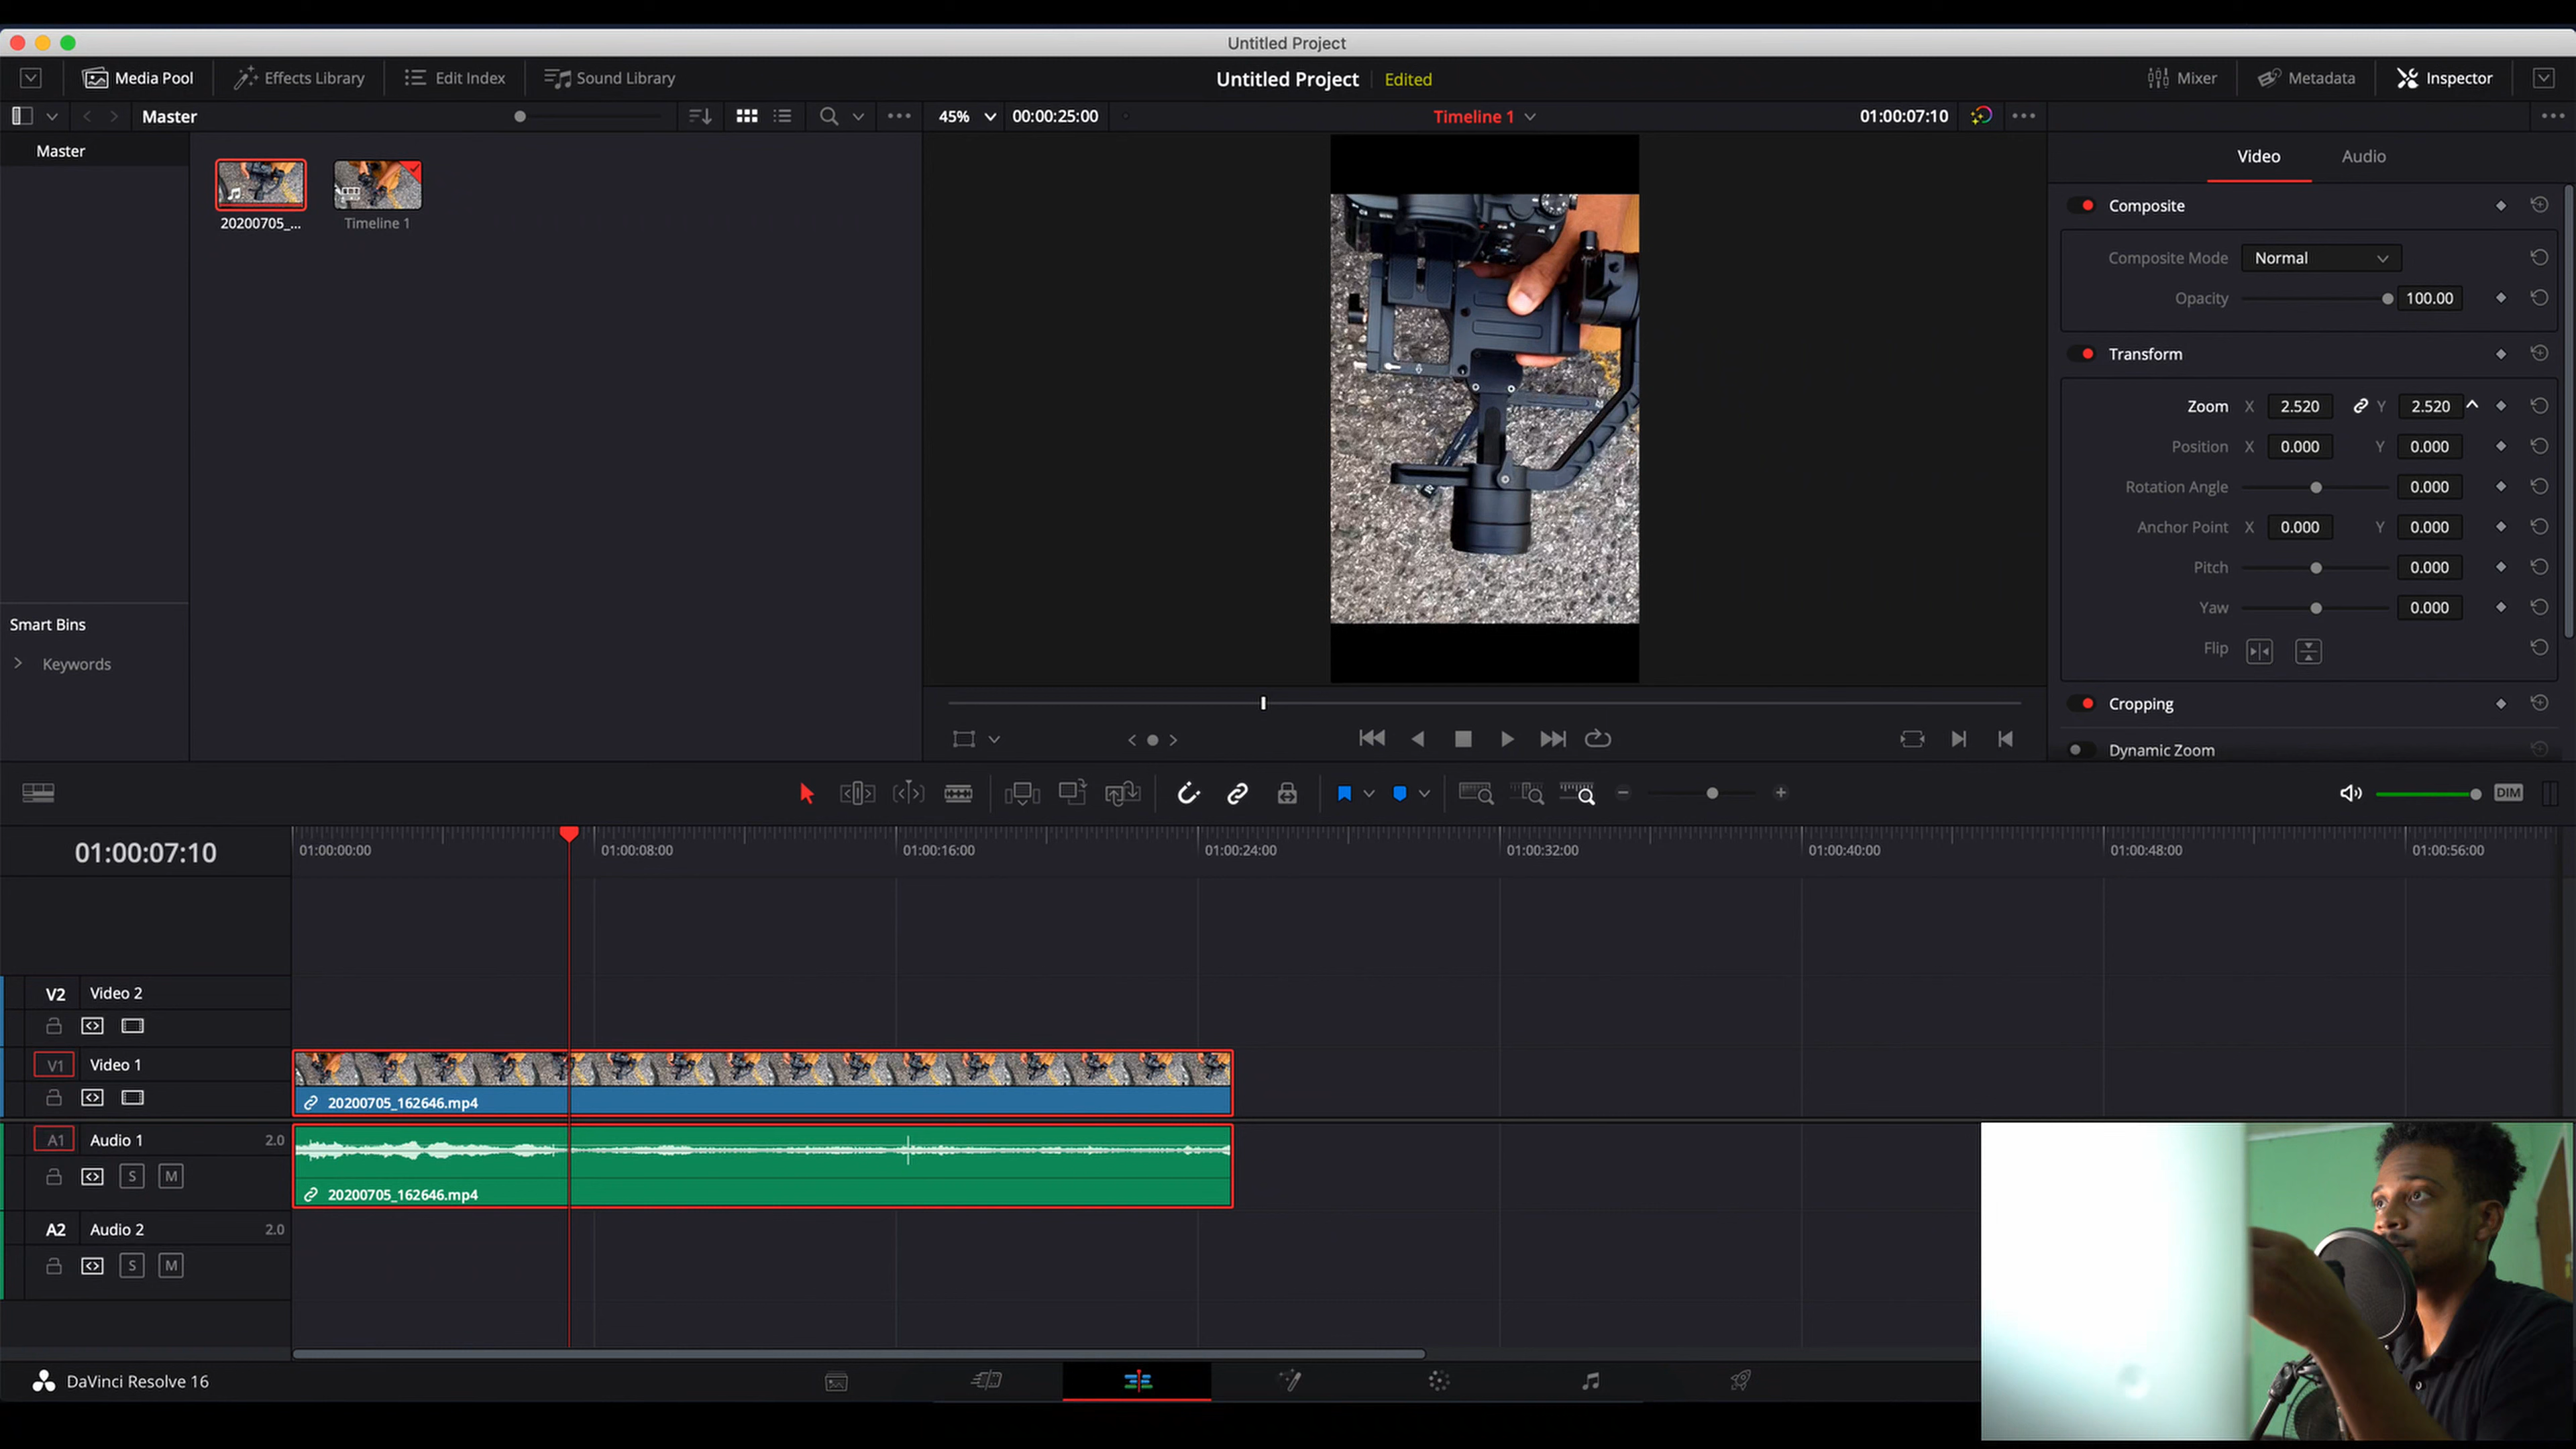 Untitled Project
Media Pool Effects Library Edit Index Sound Library Untitled Project Edited Mixer Metadata Inspector
Master 45% 00:00:25:00 Timeline 1 01:00:07:10
Master
20200705_... Timeline 1
Smart Bins
Keywords
Video Audio
Composite
Composite Mode Normal
Opacity 100.00
Transform
Zoom X 2.520 Y 2.520
Position X 0.000 Y 0.000
Rotation Angle 0.000
Anchor Point X 0.000 Y 0.000
Pitch 0.000
Yaw 0.000
Flip
Cropping
Dynamic Zoom
DIM
01:00:07:10 01:00:00:00 01:00:08:00 01:00:16:00 01:00:24:00 01:00:32:00 01:00:40:00 01:00:48:00 01:00:56:00
V2 Video 2
V1 Video 1
20200705_162646.mp4
A1 Audio 1 2.0
S M
20200705_162646.mp4
A2 Audio 2 2.0
S M
DaVinci Resolve 16